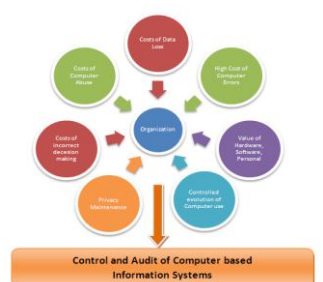 Costs of Data
Loss
High Cost of
Computer
Errors
Value of
Hardware,
Software,
Personal
Controlled
evolution of
Computer use
Privacy
Maintenance
Costs of
Incorrect
decision
making
Costs of
Computer
Abuse
Organization
Control and Audit of Computer based
Information Systems